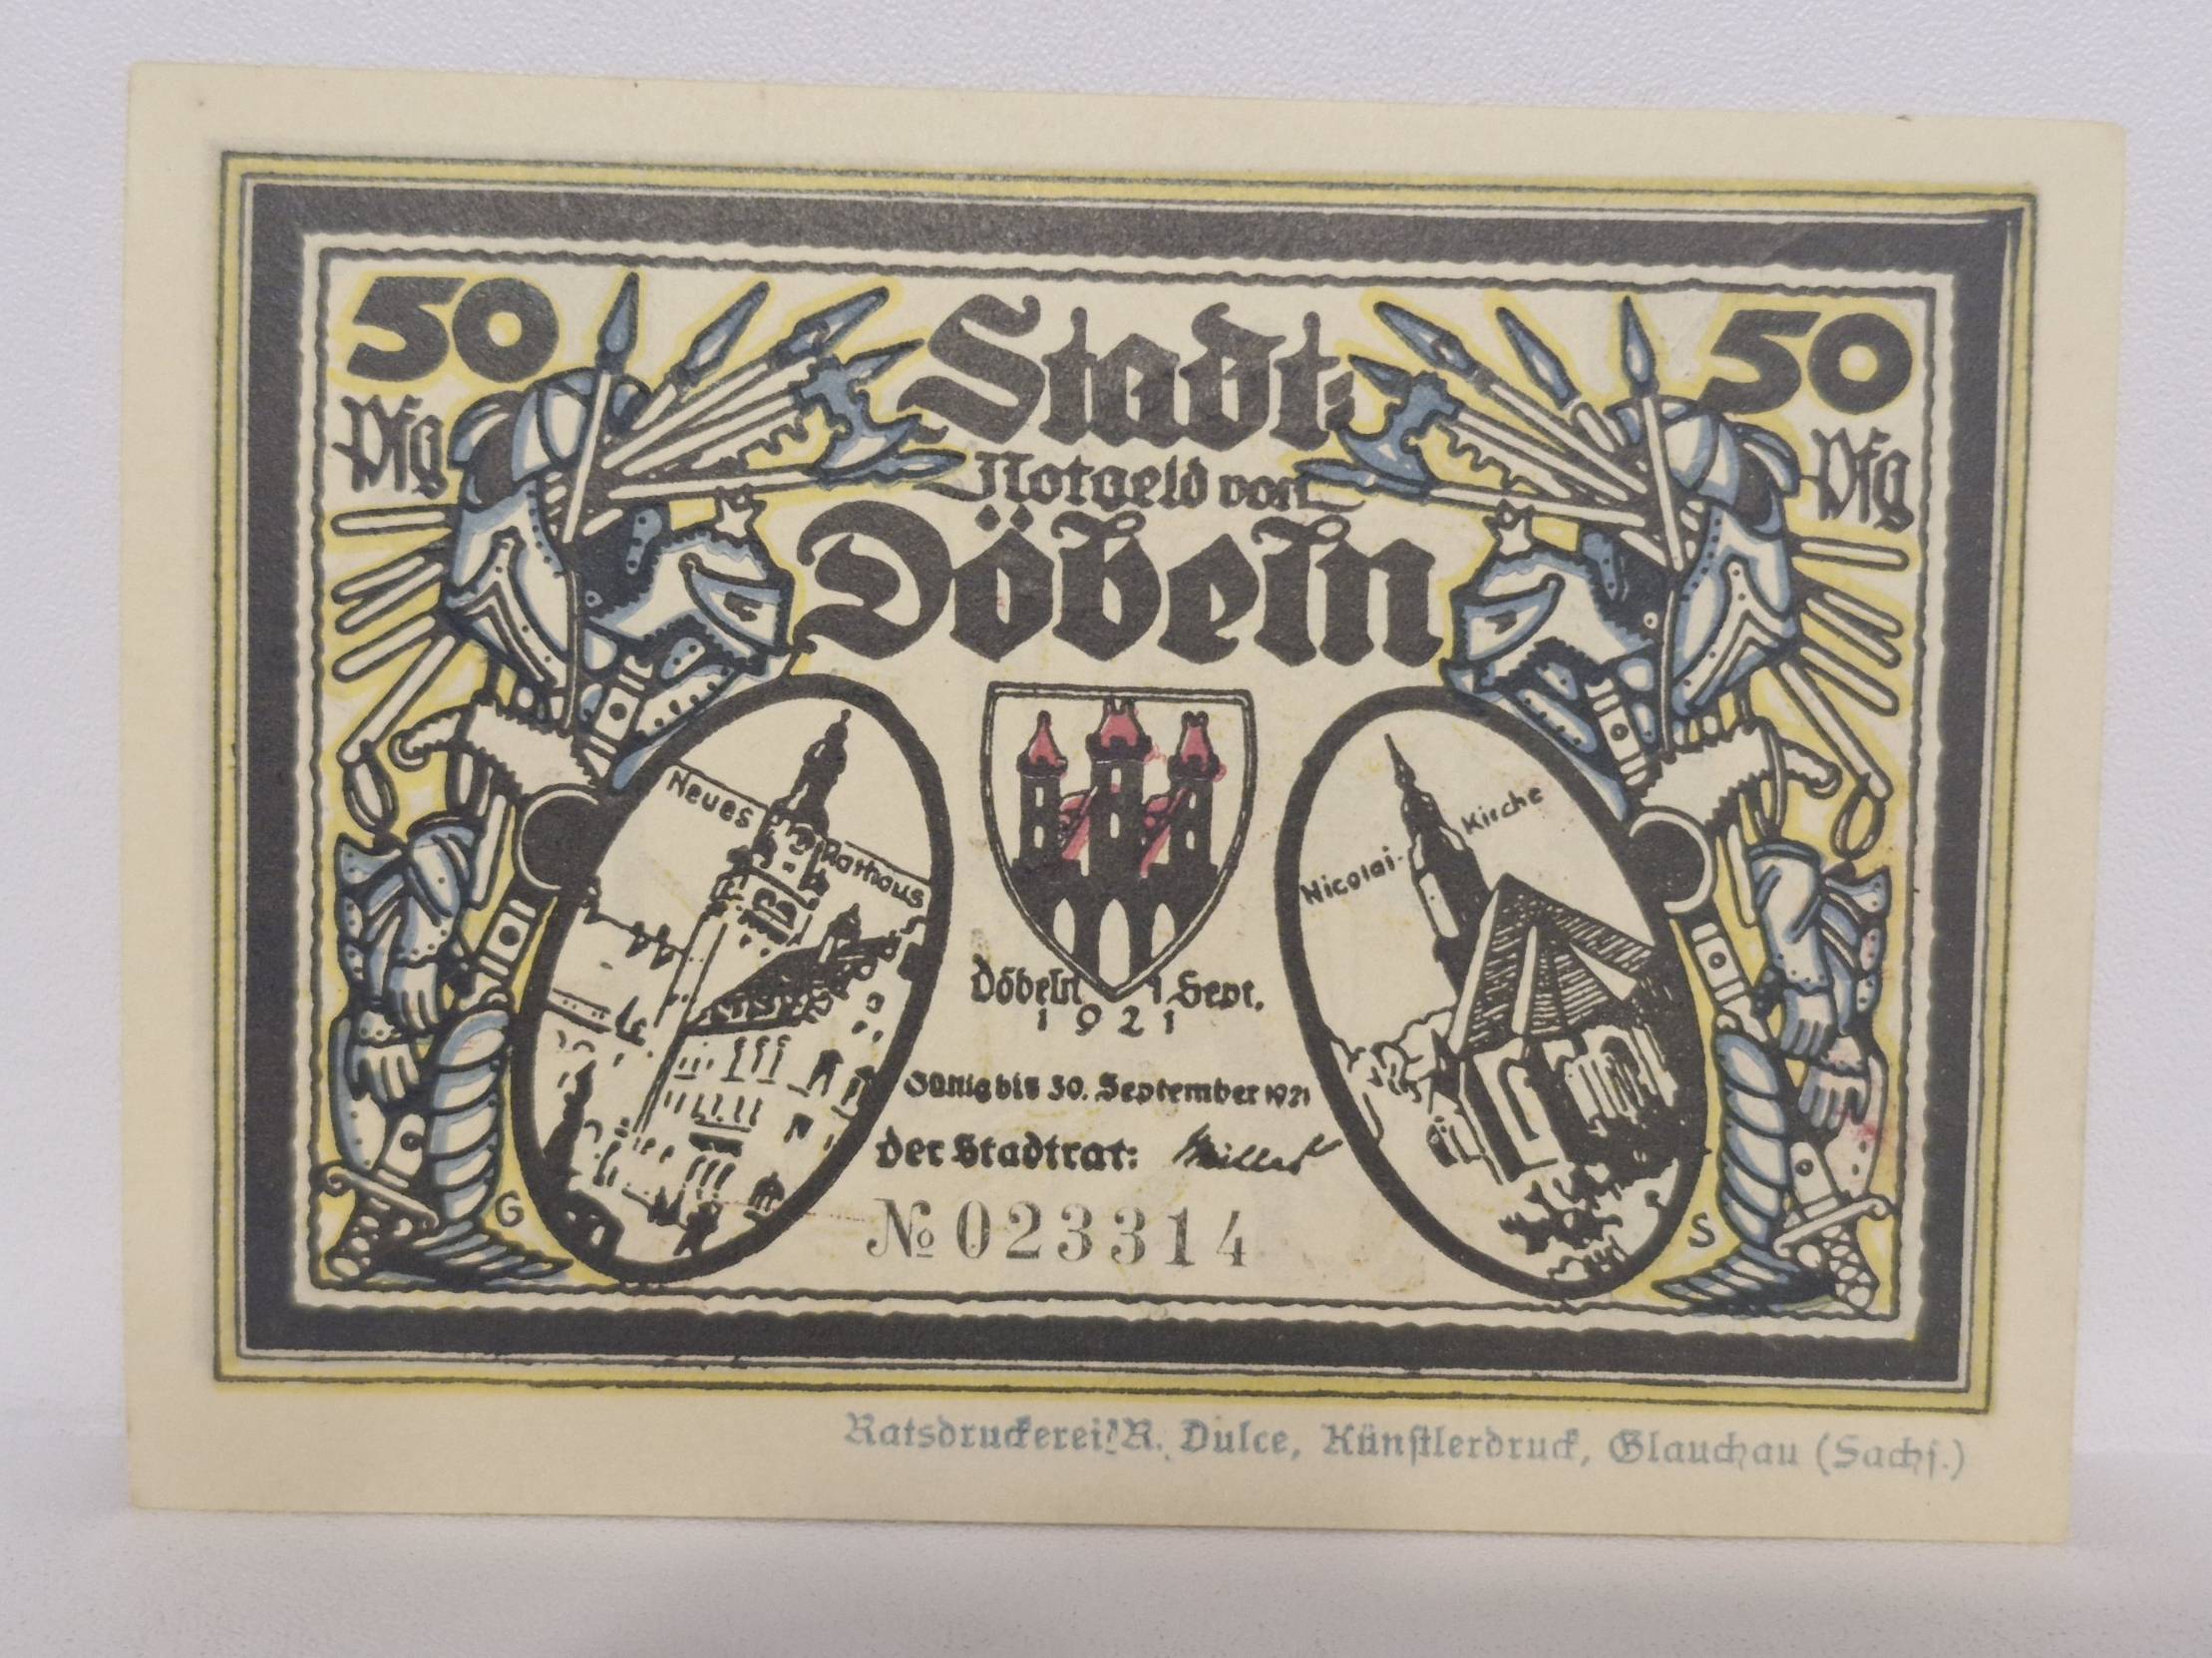 50 50
Pfg Pfg
Stadt-
Notgeld von
Döbeln
Neues Rathaus
Nicolai-Kirche
Döbeln 1. Sept.
1921
Gültig bis 30. September 1921
der Stadtrat:
№ 023314
G S
Ratsdruckerei R. Dulce, Künstlerdruck, Glauchau (Sachs.)